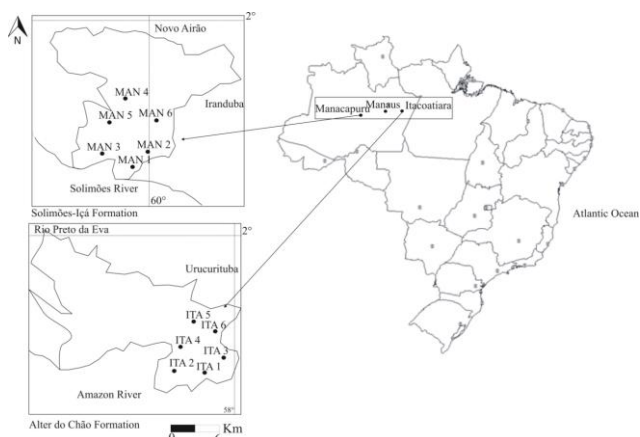 N
Novo Airão
2°
Iranduba
MAN 4
MAN 5
MAN 6
MAN 3
MAN 2
MAN 1
Solimões River
60°
Solimões-Içá Formation
Manacapuru
Manaus
Itacoatiara
Atlantic Ocean
Rio Preto da Eva
2°
Urucurituba
ITA 5
ITA 6
ITA 4
ITA 3
ITA 2
ITA 1
Amazon River
58°
Alter do Chão Formation
Km